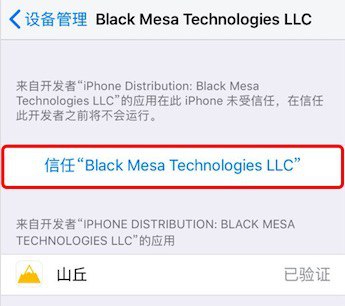 设备管理 Black Mesa Technologies LLC
来自开发者“iPhone Distribution: Black Mesa
Technologies LLC”的应用在此 iPhone 未受信任，在信任
此开发者之前将不会运行。
信任“Black Mesa Technologies LLC”
来自开发者“IPHONE DISTRIBUTION: BLACK MESA
TECHNOLOGIES LLC”的应用
山丘 已验证